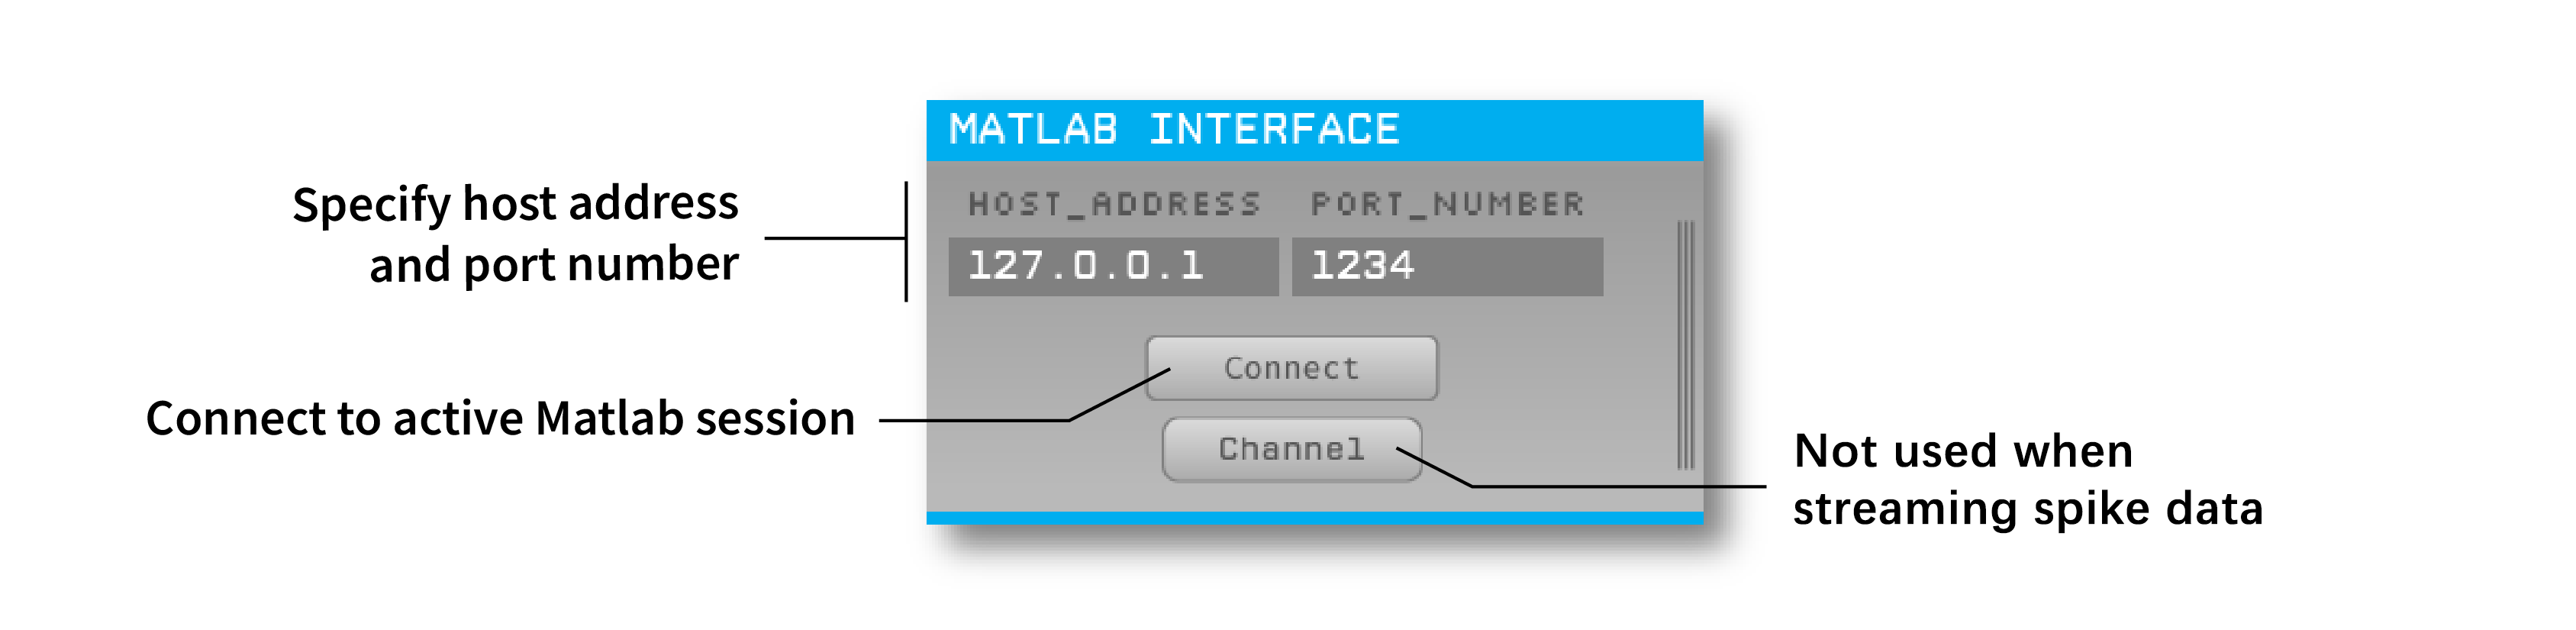 MATLAB INTERFACE
Specify host address
and port number
HOST_ADDRESS PORT_NUMBER
127.0.0.1 1234
Connect
Connect to active Matlab session
Channel
Not used when
streaming spike data